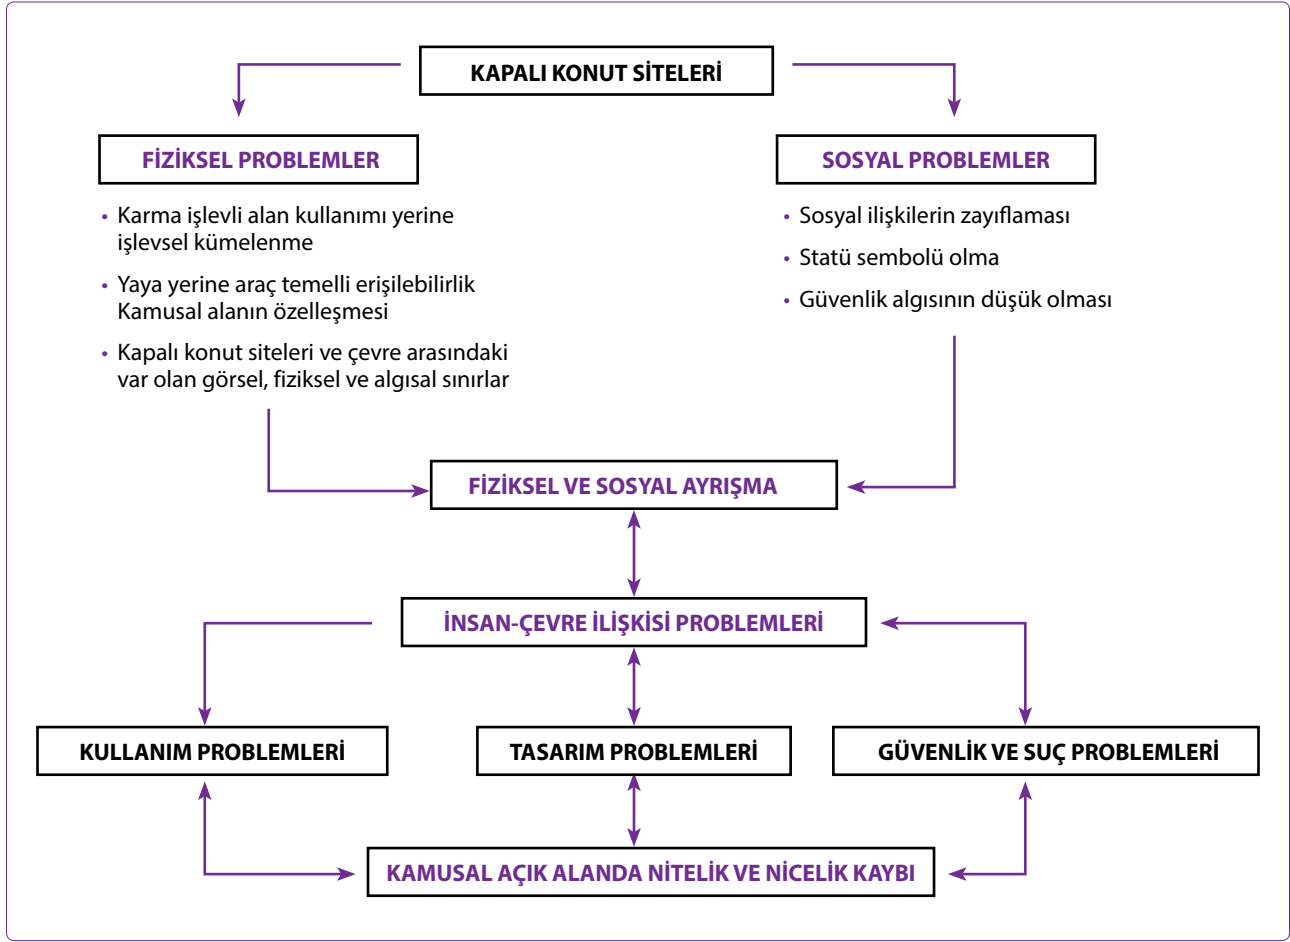 KAPALI KONUT SİTELERİ
FİZİKSEL PROBLEMLER
• Karma işlevli alan kullanımı yerine
işlevsel kümelenme
• Yaya yerine araç temelli erişilebilirlik
Kamusal alanın özelleşmesi
• Kapalı konut siteleri ve çevre arasındaki
var olan görsel, fiziksel ve algısal sınırlar
SOSYAL PROBLEMLER
• Sosyal ilişkilerin zayıflaması
• Statü sembolü olma
• Güvenlik algısının düşük olması
FİZİKSEL VE SOSYAL AYRIŞMA
İNSAN-ÇEVRE İLİŞKİSİ PROBLEMLERİ
KULLANIM PROBLEMLERİ
TASARIM PROBLEMLERİ
GÜVENLİK VE SUÇ PROBLEMLERİ
KAMUSAL AÇIK ALANDA NİTELİK VE NİCELİK KAYBI